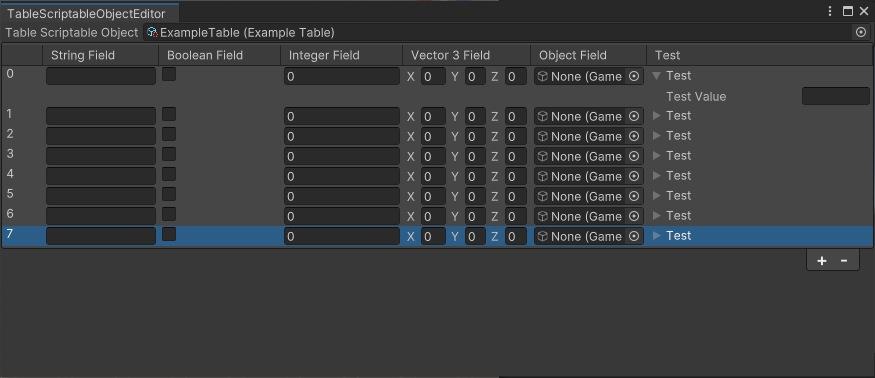 TableScriptableObjectEditor
Table Scriptable Object ExampleTable (Example Table)
String Field Boolean Field Integer Field Vector 3 Field Object Field Test
0 0 X 0 Y 0 Z 0 None (Game Test
Test Value
1 0 X 0 Y 0 Z 0 None (Game Test
2 0 X 0 Y 0 Z 0 None (Game Test
3 0 X 0 Y 0 Z 0 None (Game Test
4 0 X 0 Y 0 Z 0 None (Game Test
5 0 X 0 Y 0 Z 0 None (Game Test
6 0 X 0 Y 0 Z 0 None (Game Test
7 0 X 0 Y 0 Z 0 None (Game Test
+ -